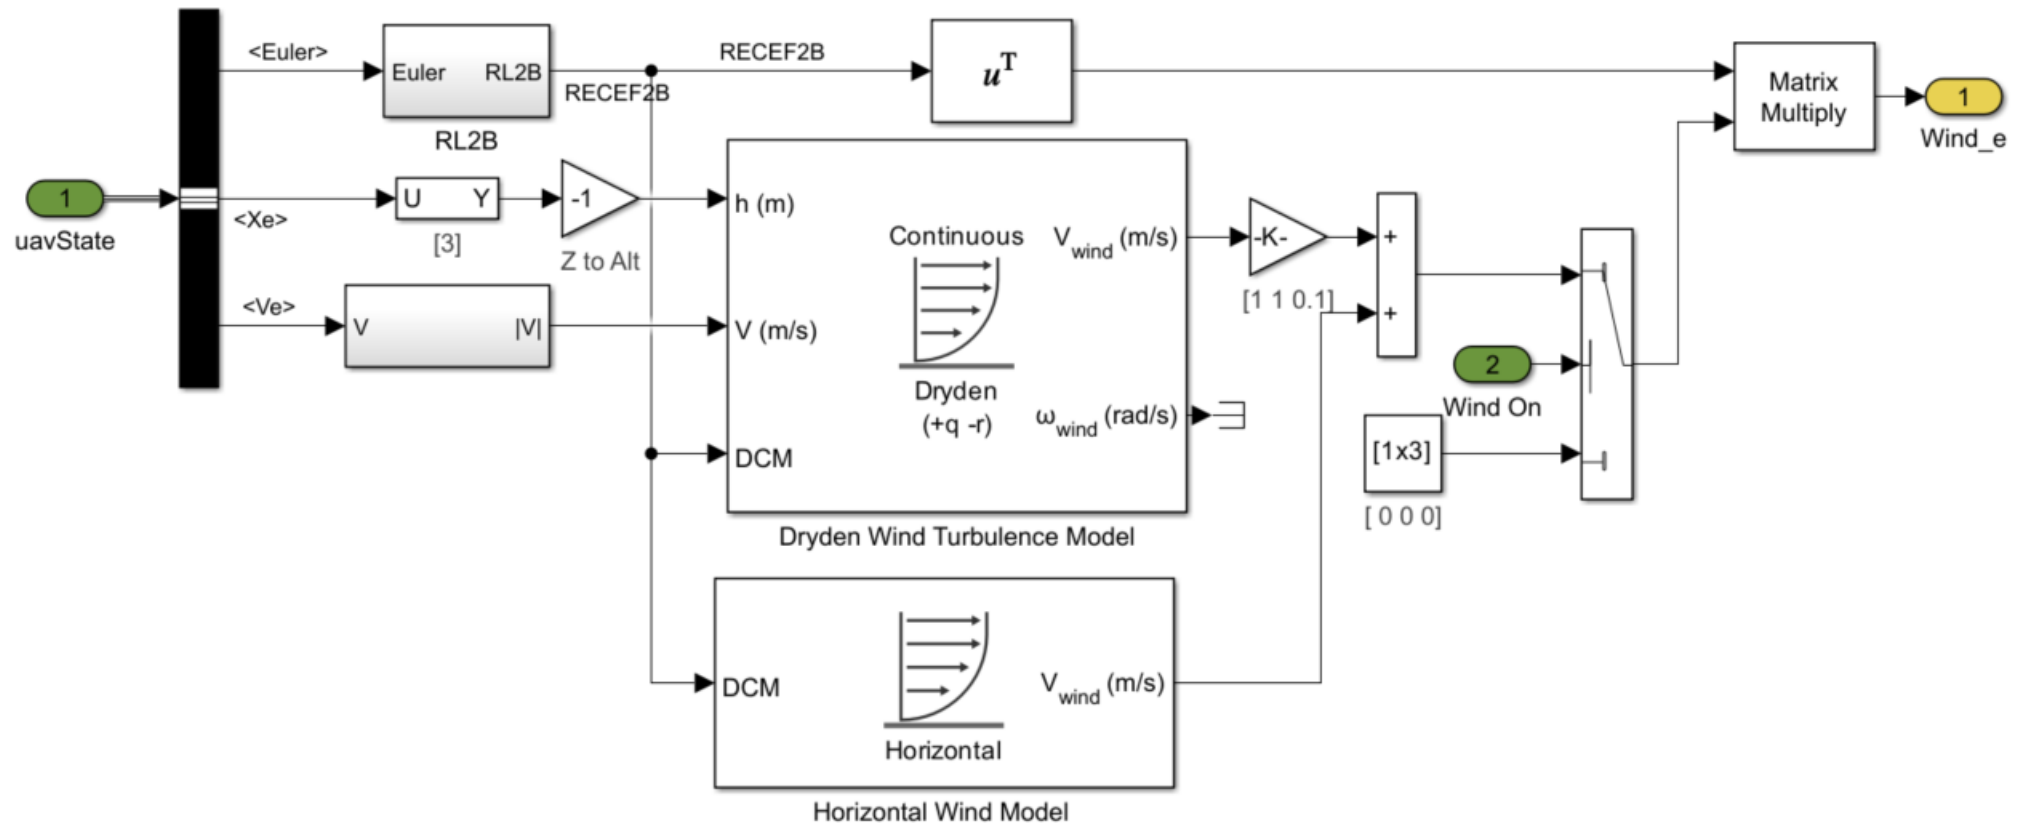 <Euler>
Euler
RL2B
RECEF2B
RECEF2B
RL2B
u^T
Matrix
Multiply
1
Wind_e
1
uavState
<Xe>
U
Y
[3]
-1
Z to Alt
<Ve>
V
|V|
h (m)
V (m/s)
DCM
Continuous
Dryden
(+q -r)
V_wind (m/s)
ω_wind (rad/s)
Dryden Wind Turbulence Model
-K-
[1 1 0.1]
+
+
2
Wind On
[1x3]
[ 0 0 0]
DCM
Horizontal
V_wind (m/s)
Horizontal Wind Model